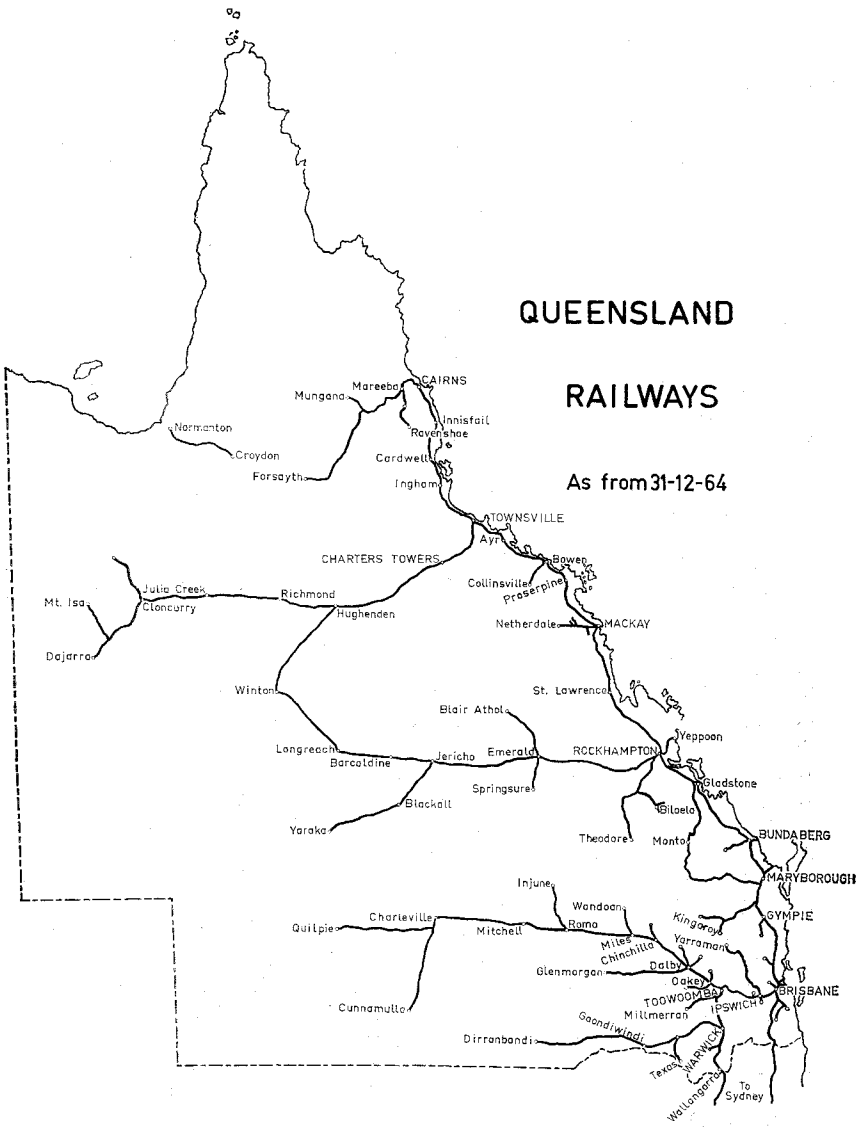 QUEENSLAND
RAILWAYS
As from 31-12-64
Mareeba
CAIRNS
Mungana
Innisfail
Normanton
Ravenshoe
Croydon
Cardwell
Forsayth
Ingham
TOWNSVILLE
Ayr
CHARTERS TOWERS
Bowen
Collinsville
Proserpine
Julia Creek
Richmond
Mt. Isa
Cloncurry
Hughenden
Netherdale
MACKAY
Dajarra
Winton
St. Lawrence
Blair Athol
Yeppoon
Longreach
Jericho
Emerald
ROCKHAMPTON
Barcaldine
Gladstone
Springsure
Blackall
Biloela
Yaraka
Theodore
Monto
BUNDABERG
MARYBOROUGH
Injune
Wandoan
Charleville
Kingaroy
GYMPIE
Quilpie
Mitchell
Roma
Miles
Chinchilla
Yarraman
Glenmorgan
Dalby
Oakey
BRISBANE
TOOWOOMBA
IPSWICH
Cunnamulla
Millmerran
Goondiwindi
Dirranbandi
WARWICK
Texas
Wallangarra
To
Sydney